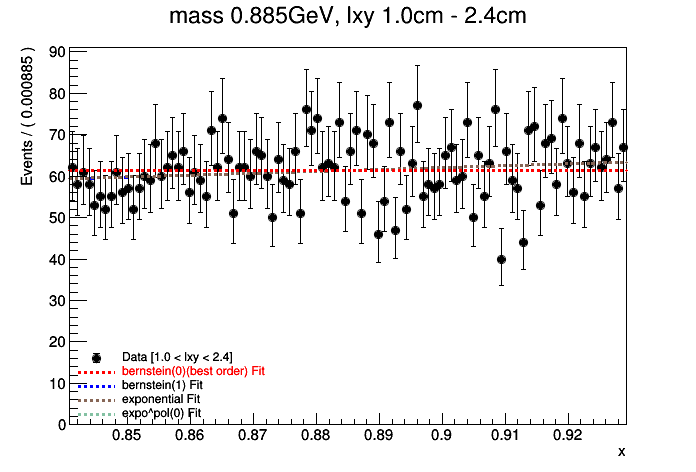 mass 0.885GeV, lxy 1.0cm - 2.4cm
Events / ( 0.000885 )
90
80
70
60
50
40
30
20
10
0
Data [1.0 < lxy < 2.4]
bernstein(0)(best order) Fit
bernstein(1) Fit
exponential Fit
expo^pol(0) Fit
0.85 0.86 0.87 0.88 0.89 0.9 0.91 0.92
x